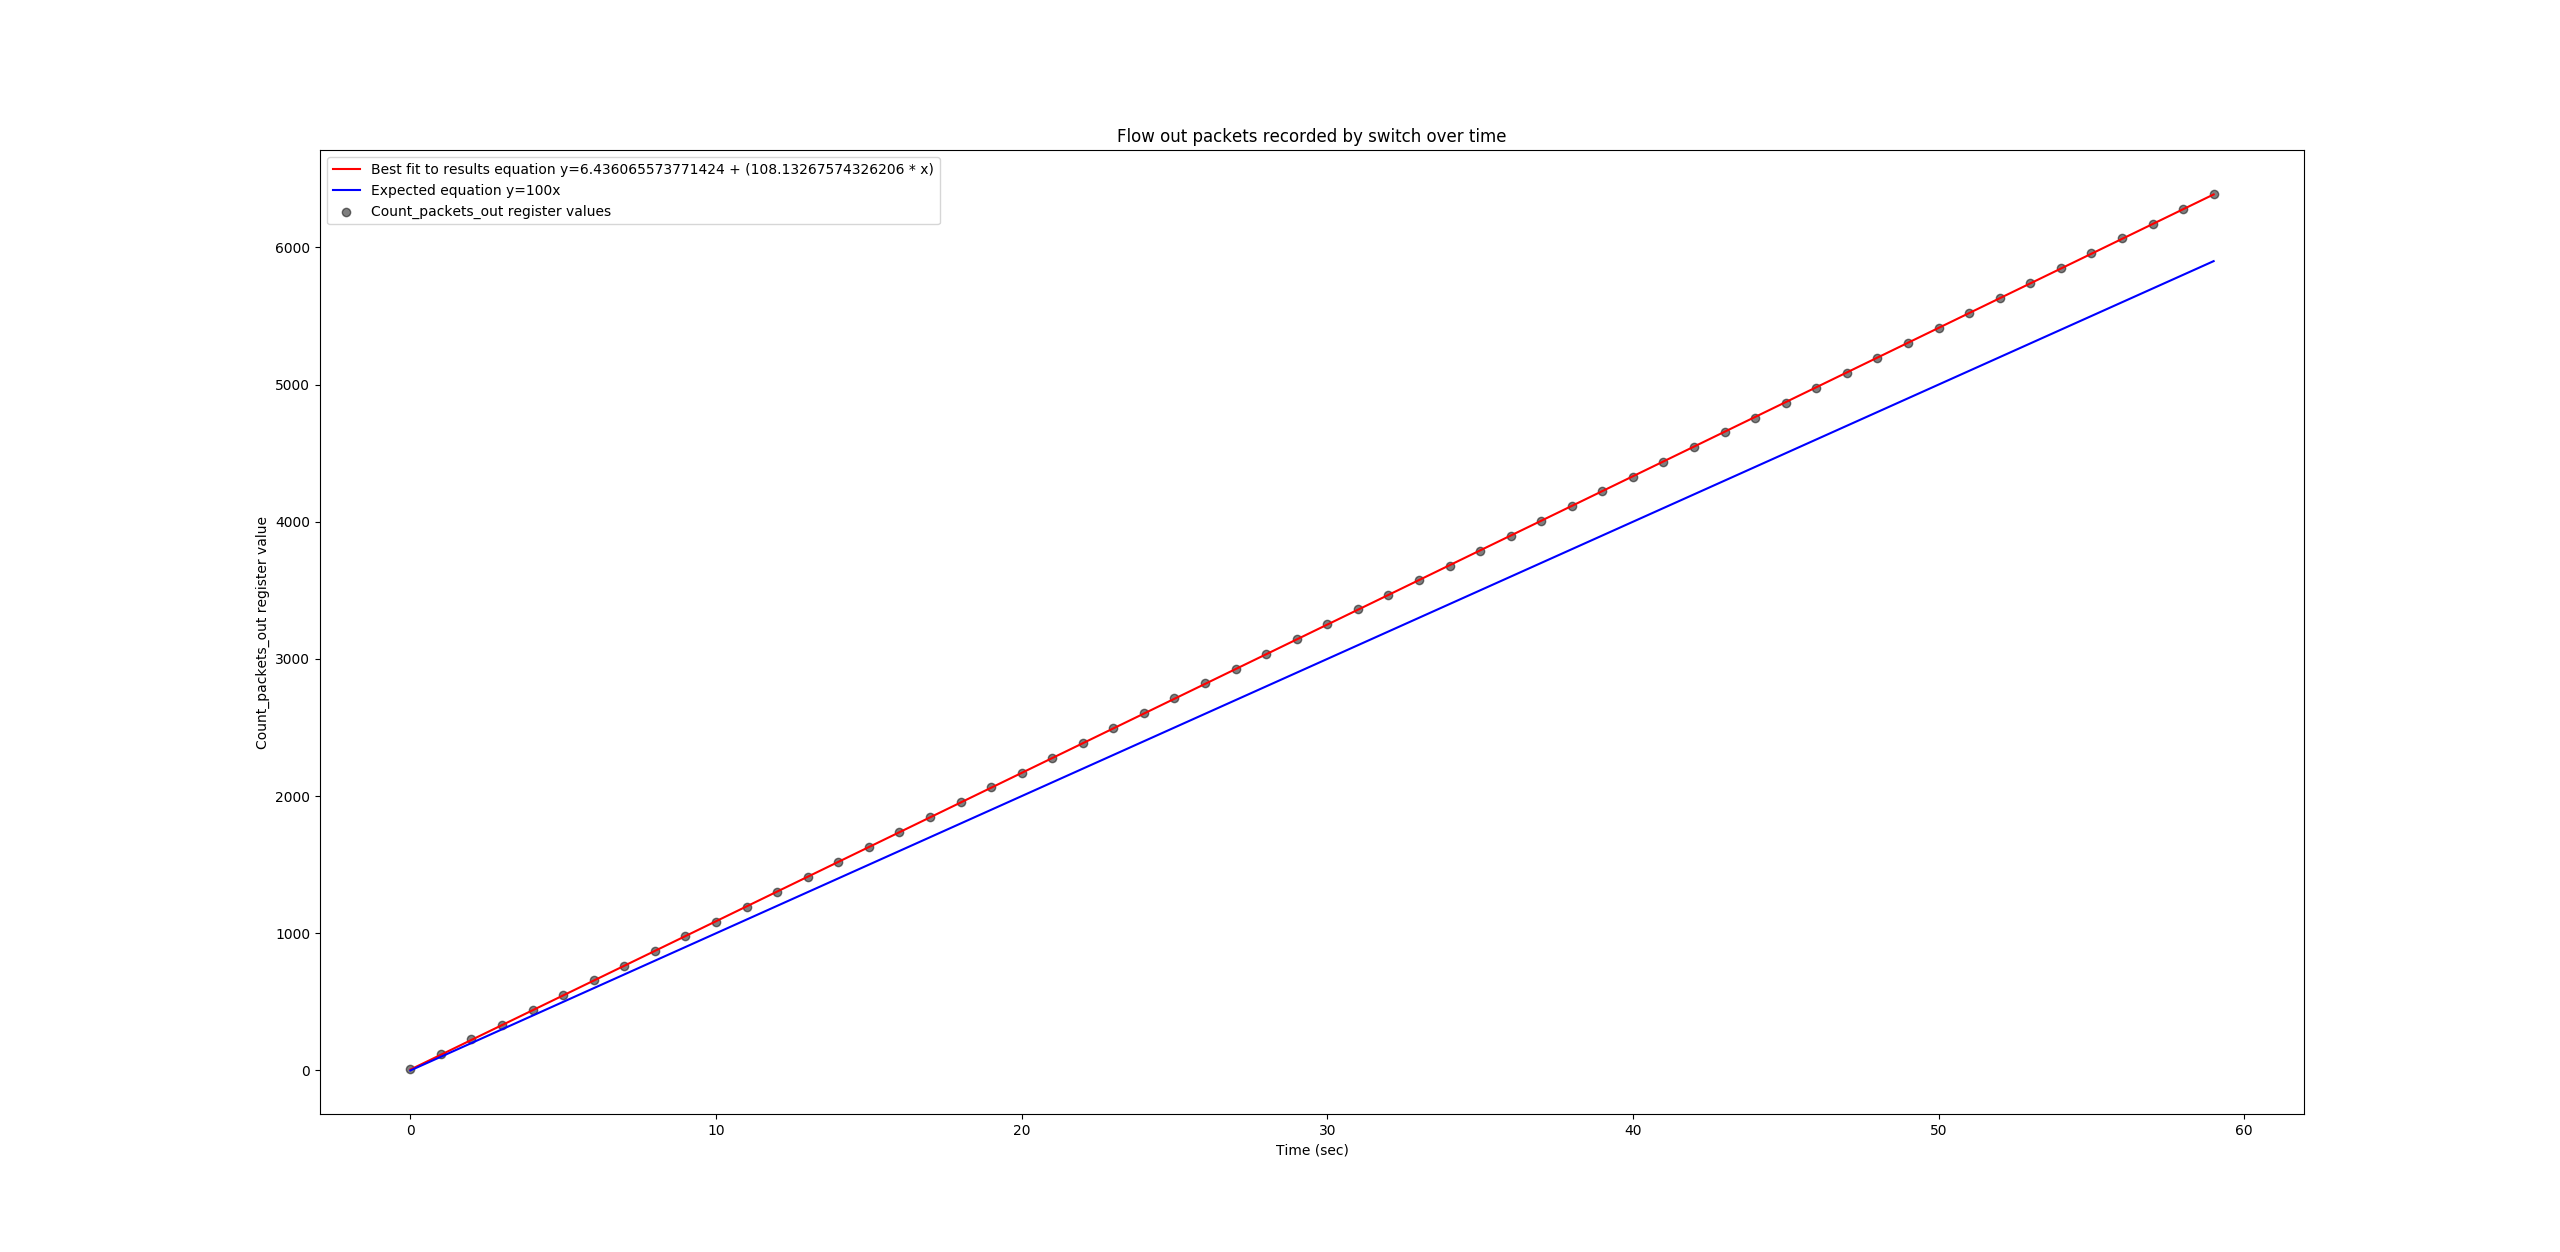 Flow out packets recorded by switch over time
Best fit to results equation y=6.436065573771424 + (108.13267574326206 * x)
Expected equation y=100x
Count_packets_out register values
Count_packets_out register value
6000
5000
4000
3000
2000
1000
0
0 10 20 30 40 50 60
Time (sec)